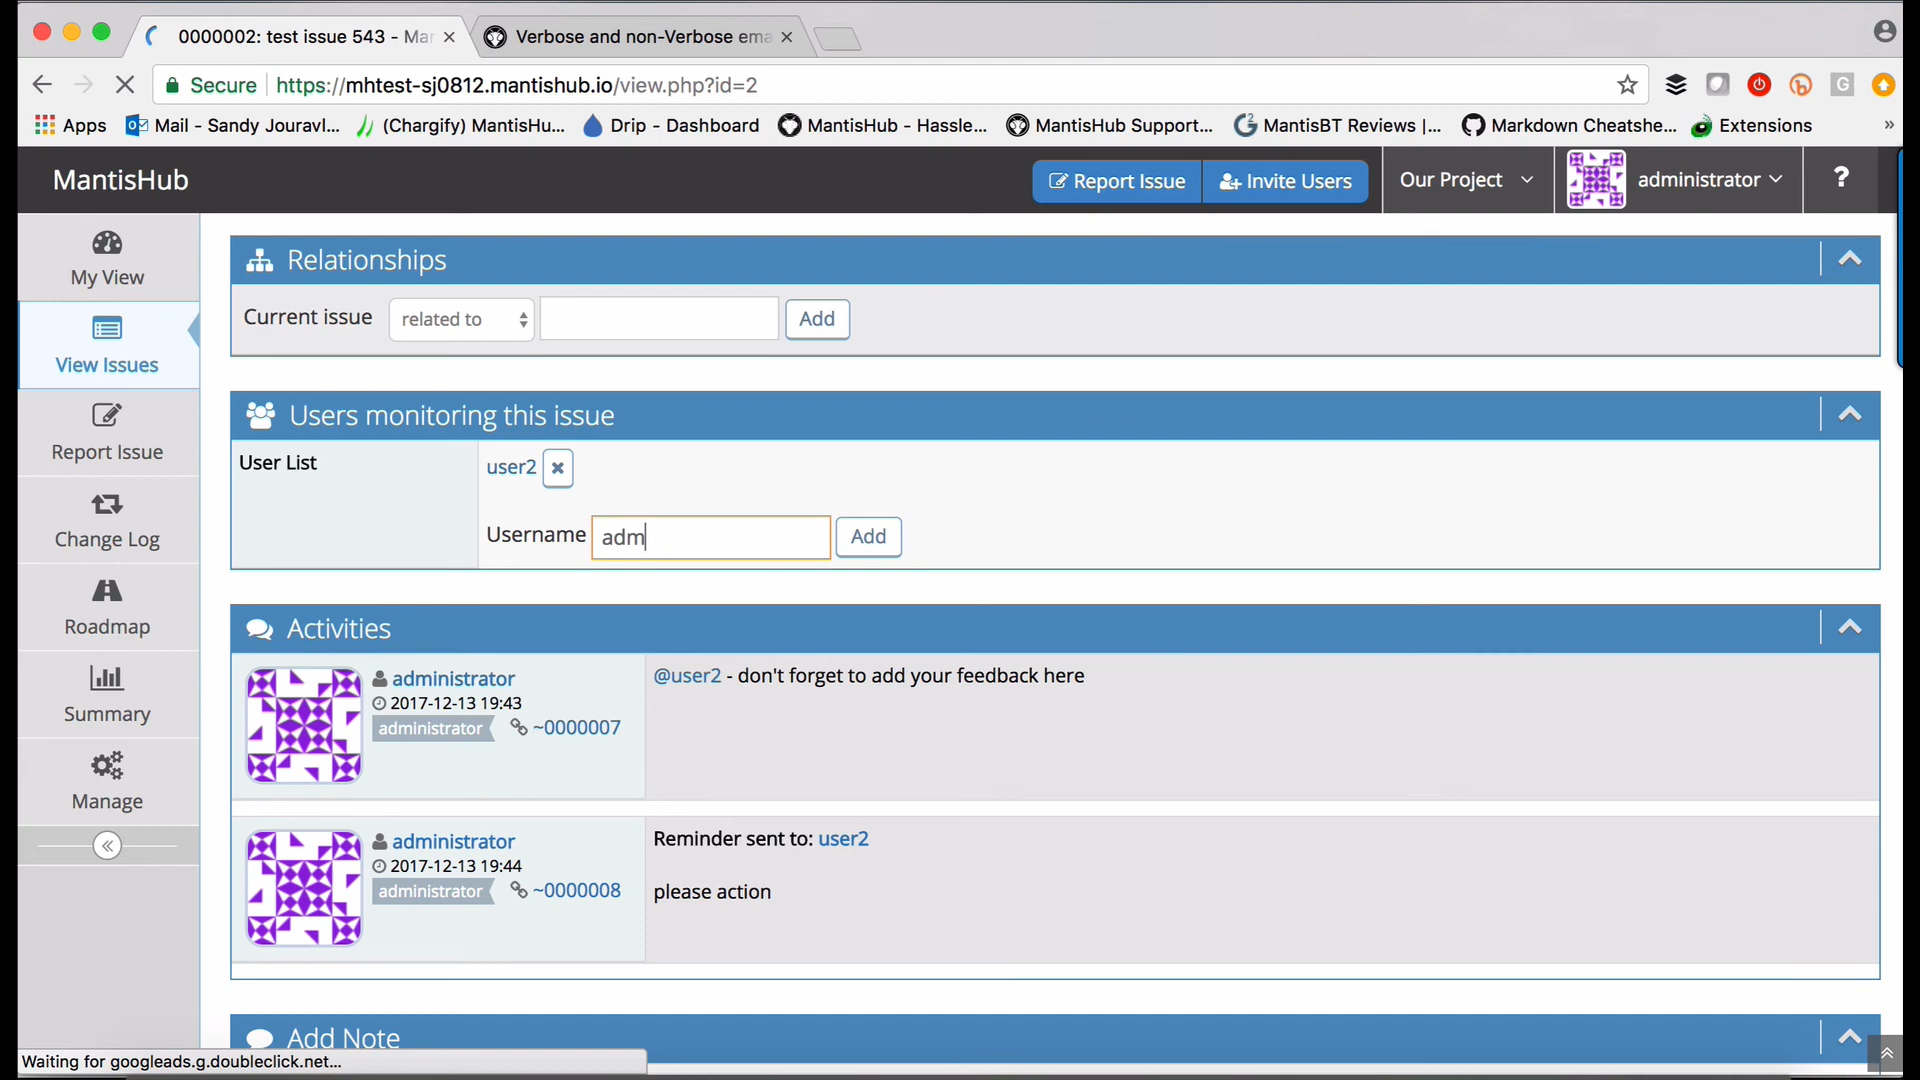 0000002: test issue 543 - Mar
Verbose and non-Verbose ema
Secure
https://mhtest-sj0812.mantishub.io/view.php?id=2
Apps
Mail - Sandy Jouravl...
(Chargify) MantisHu...
Drip - Dashboard
MantisHub - Hassle...
MantisHub Support...
MantisBT Reviews |...
Markdown Cheatshe...
Extensions
»
MantisHub
Report Issue
Invite Users
Our Project
administrator
?
My View
View Issues
Report Issue
Change Log
Roadmap
Summary
Manage
Relationships
Current issue
related to
Add
Users monitoring this issue
User List
user2
Username
adm
Add
Activities
administrator
2017-12-13 19:43
administrator
~0000007
@user2 - don't forget to add your feedback here
administrator
2017-12-13 19:44
administrator
~0000008
Reminder sent to: user2
please action
Add Note
Waiting for googleads.g.doubleclick.net...